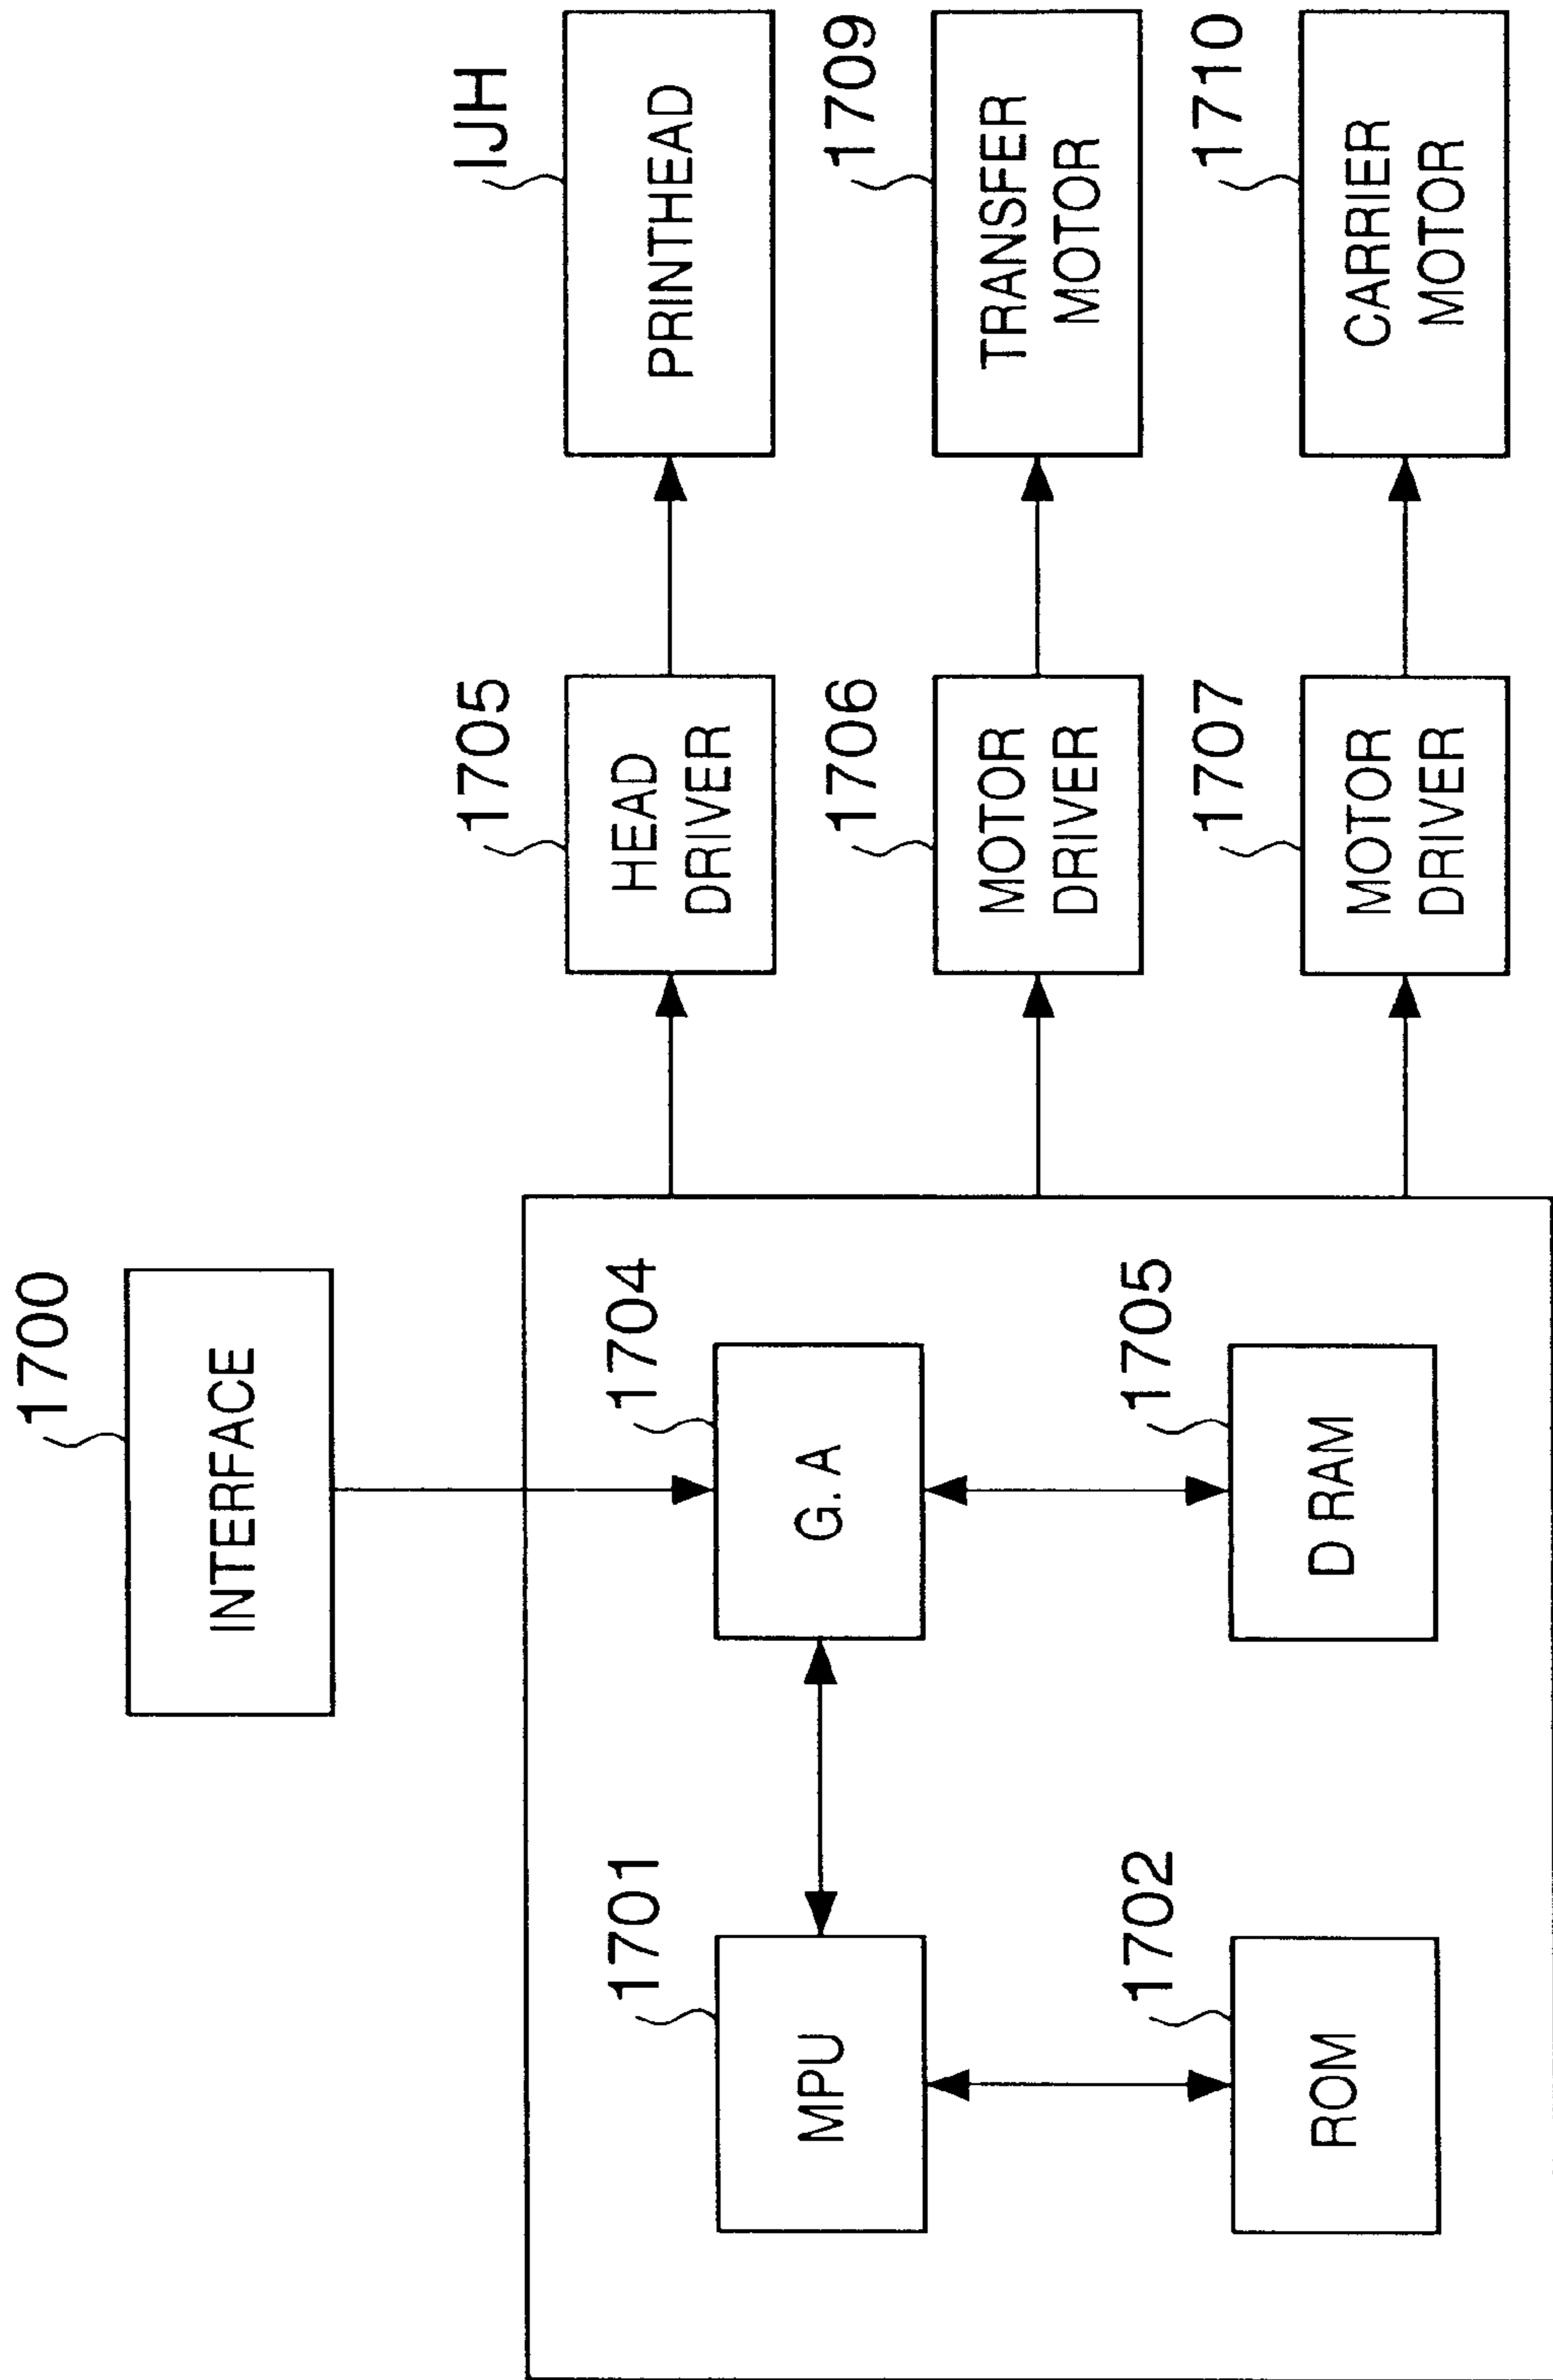 1700
INTERFACE
1701
MPU
1704
G. A
1702
ROM
1705
D RAM
1705
HEAD
DRIVER
IJH
PRINTHEAD
1706
MOTOR
DRIVER
1709
TRANSFER
MOTOR
1707
MOTOR
DRIVER
1710
CARRIER
MOTOR